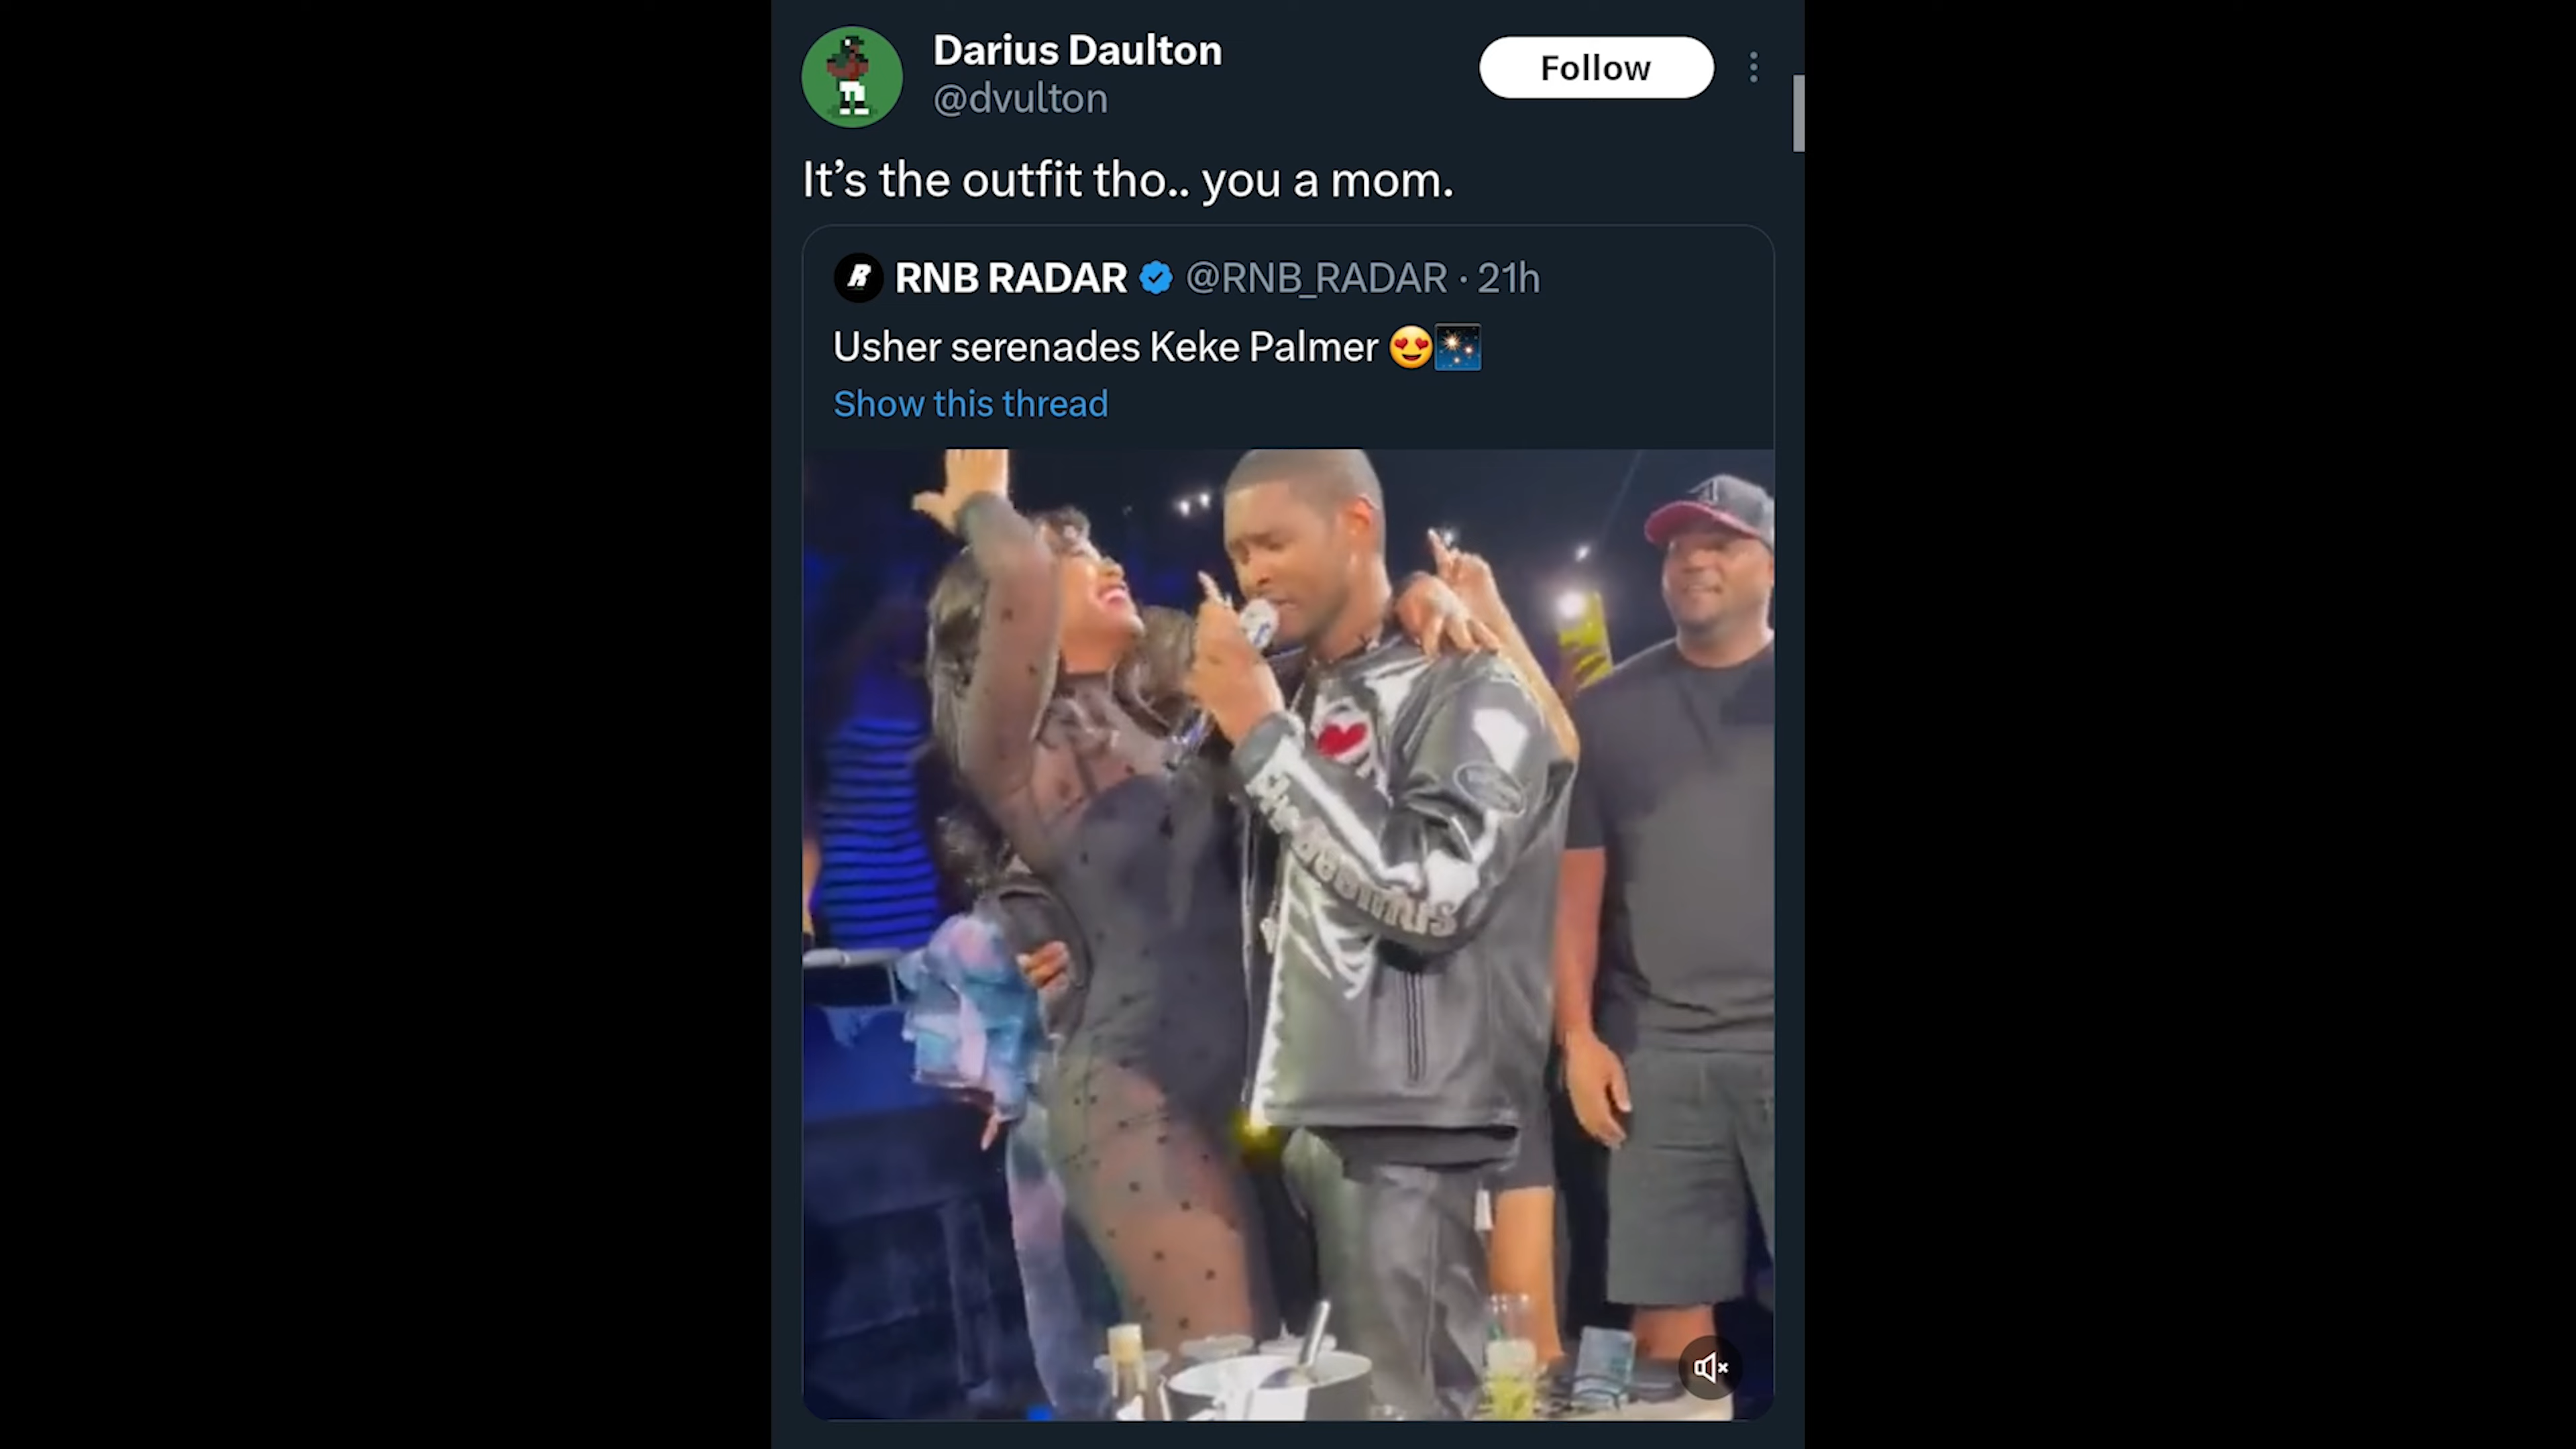 Darius Daulton
@dvulton
Follow
It’s the outfit tho.. you a mom.
RNB RADAR @RNB_RADAR · 21h
Usher serenades Keke Palmer 😍🎇
Show this thread